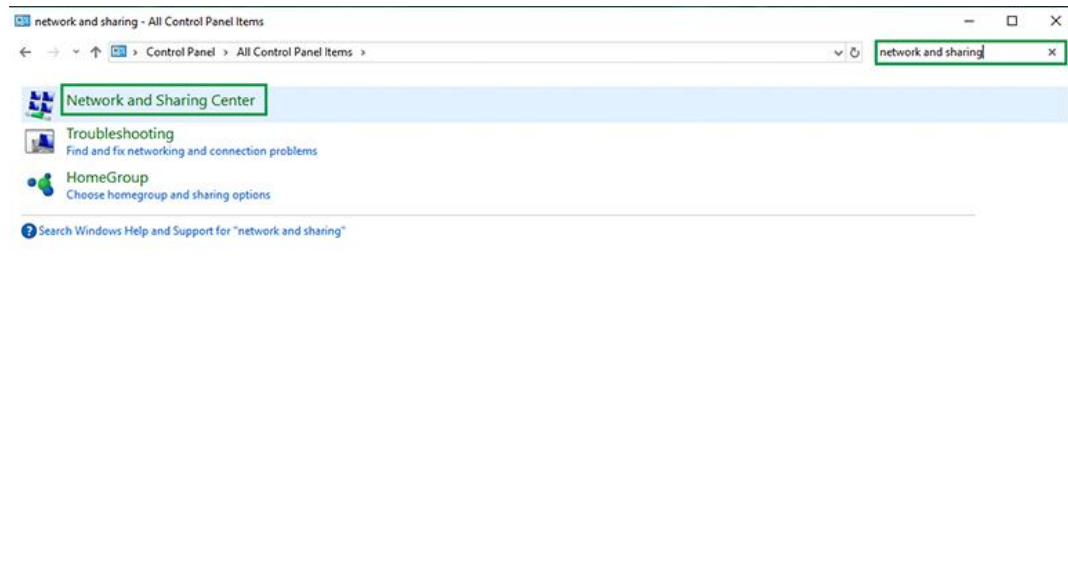 network and sharing - All Control Panel Items
Control Panel > All Control Panel Items >
network and sharing
Network and Sharing Center
Troubleshooting
Find and fix networking and connection problems
HomeGroup
Choose homegroup and sharing options
Search Windows Help and Support for "network and sharing"